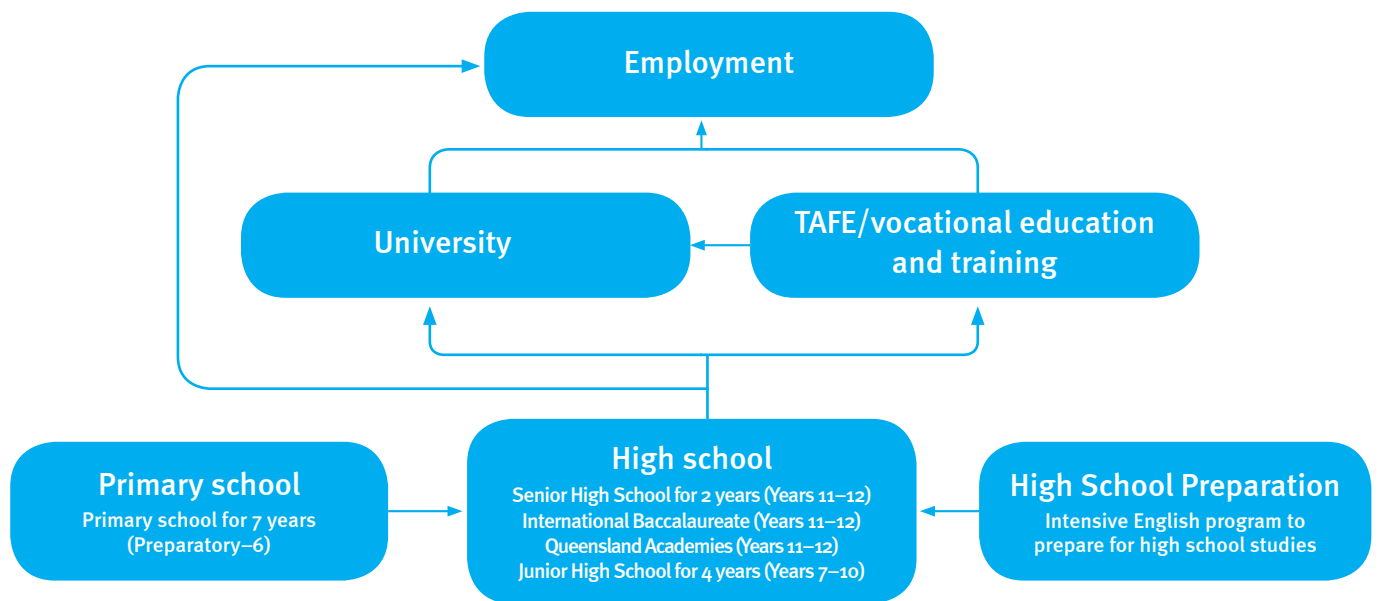 Employment
University
TAFE/vocational education
and training
Primary school
Primary school for 7 years
(Preparatory–6)
High school
Senior High School for 2 years (Years 11–12)
International Baccalaureate (Years 11–12)
Queensland Academies (Years 11–12)
Junior High School for 4 years (Years 7–10)
High School Preparation
Intensive English program to
prepare for high school studies